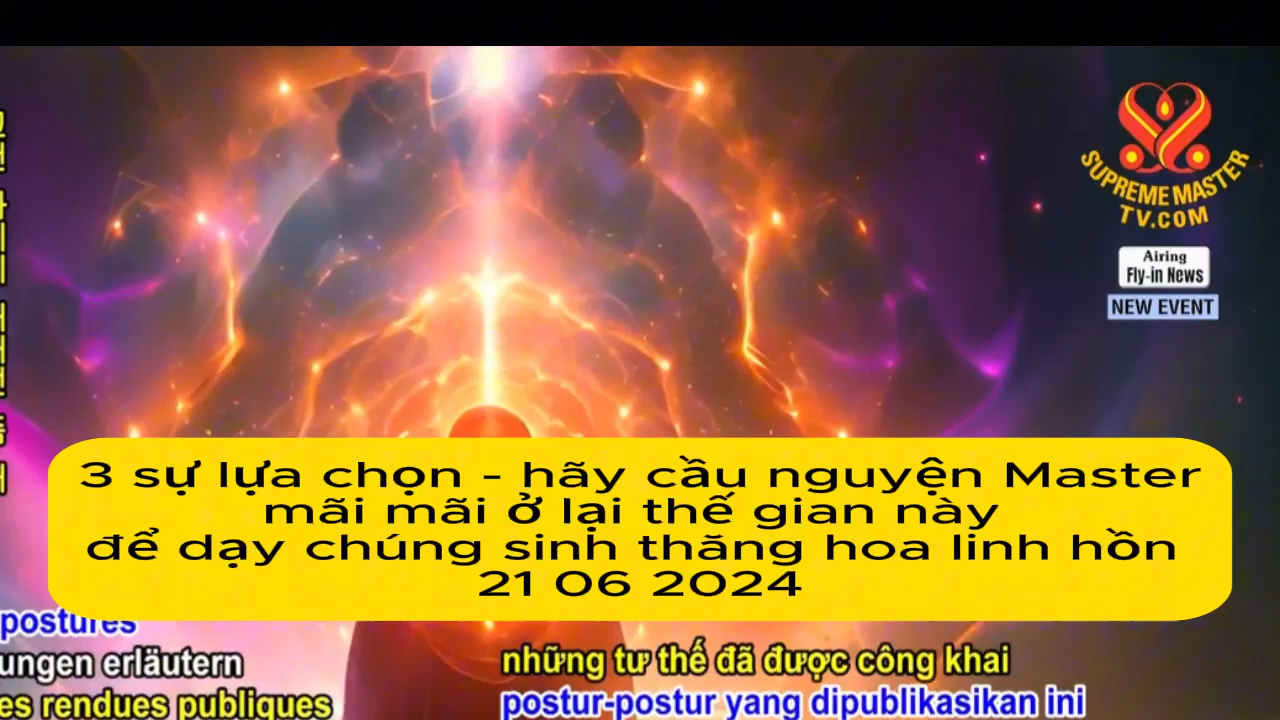 SUPREME MASTER
TV.COM
Airing
Fly-in News
NEW EVENT
3 sự lựa chọn - hãy cầu nguyện Master
mãi mãi ở lại thế gian này
để dạy chúng sinh thăng hoa linh hồn
21 06 2024
postures
ungen erläutern
es rendues publiques
những tư thế đã được công khai
postur-postur yang dipublikasikan ini